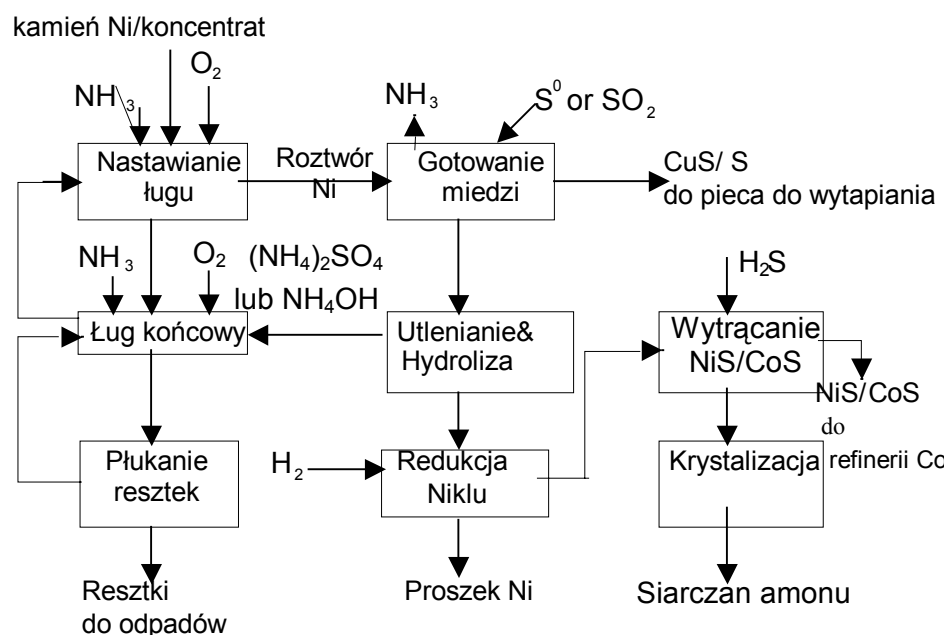 kamień Ni/koncentrat
O2
NH 3
NH3
S0 or SO2
Nastawianie
ługu
Roztwór
Ni
Gotowanie
miedzi
CuS/ S
do pieca do wytapiania
NH3
O2
(NH4)2SO4
lub NH4OH
H2S
Ług końcowy
Utlenianie&
Hydroliza
Wytrącanie
NiS/CoS
NiS/CoS
do
refinerii Co
Płukanie
resztek
H2
Redukcja
Niklu
Krystalizacja
Resztki
do odpadów
Proszek Ni
Siarczan amonu